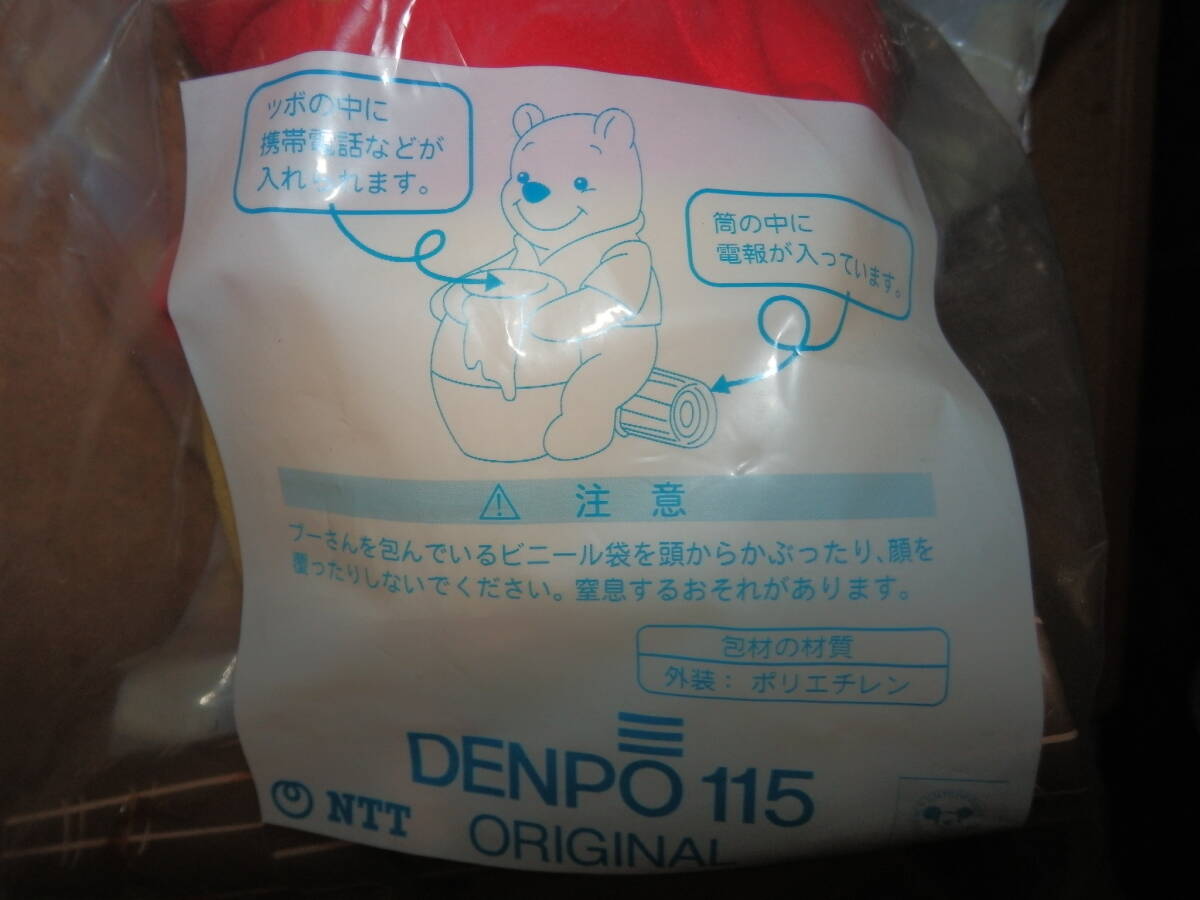 ツボの中に
携帯電話などが
入れられます。
筒の中に
電報が入っています。
⚠ 注意
プーさんを包んでいるビニール袋を頭からかぶったり、顔を
覆ったりしないでください。窒息するおそれがあります。
包材の材質
外装： ポリエチレン
DENPO 115
NTT
ORIGINAL